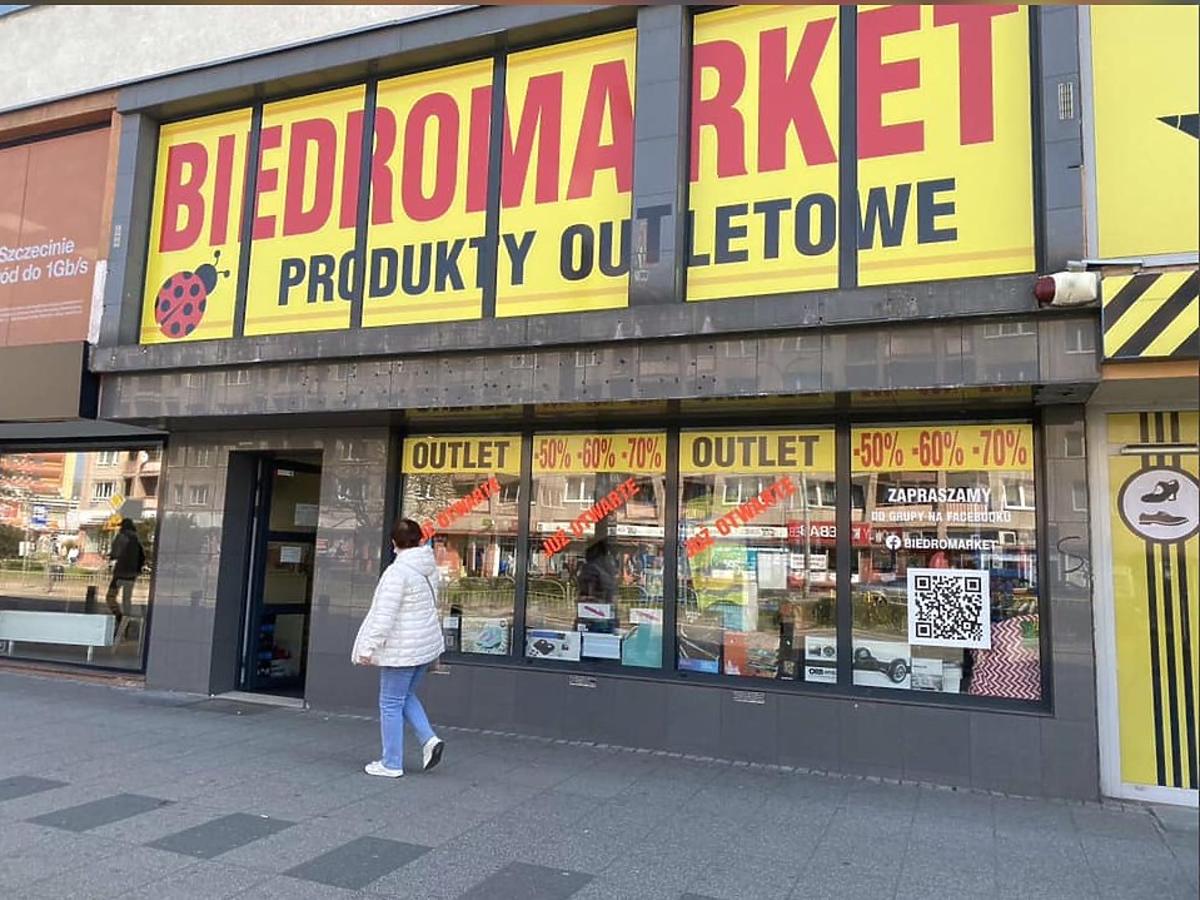 BIEDROMARKET
PRODUKTY OUTLETOWE
Szczecinie
do 1Gb/s
OUTLET
-50% -60% -70%
OUTLET
-50% -60% -70%
JUŻ OTWARTE
JUŻ OTWARTE
JUŻ OTWARTE
ZAPRASZAMY
DO GRUPY NA FACEBOOKU
BIEDROMARKET